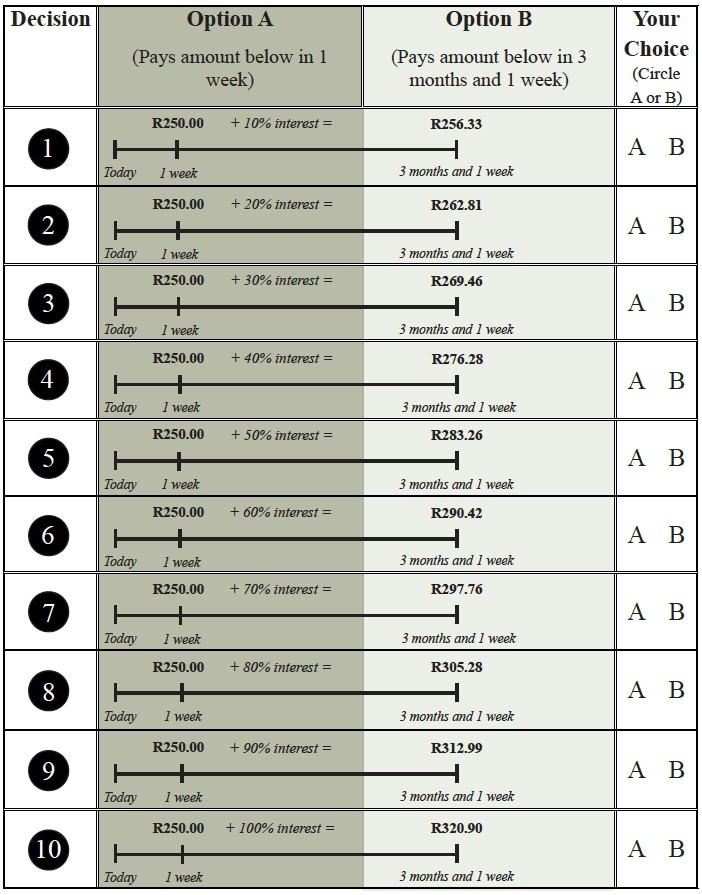 Decision
Option A
(Pays amount below in 1
week)
Option B
(Pays amount below in 3
months and 1 week)
Your
Choice
(Circle
A or B)
1
R250.00 + 10% interest = R256.33
Today 1 week 3 months and 1 week
A B
2
R250.00 + 20% interest = R262.81
Today 1 week 3 months and 1 week
A B
3
R250.00 + 30% interest = R269.46
Today 1 week 3 months and 1 week
A B
4
R250.00 + 40% interest = R276.28
Today 1 week 3 months and 1 week
A B
5
R250.00 + 50% interest = R283.26
Today 1 week 3 months and 1 week
A B
6
R250.00 + 60% interest = R290.42
Today 1 week 3 months and 1 week
A B
7
R250.00 + 70% interest = R297.76
Today 1 week 3 months and 1 week
A B
8
R250.00 + 80% interest = R305.28
Today 1 week 3 months and 1 week
A B
9
R250.00 + 90% interest = R312.99
Today 1 week 3 months and 1 week
A B
10
R250.00 + 100% interest = R320.90
Today 1 week 3 months and 1 week
A B